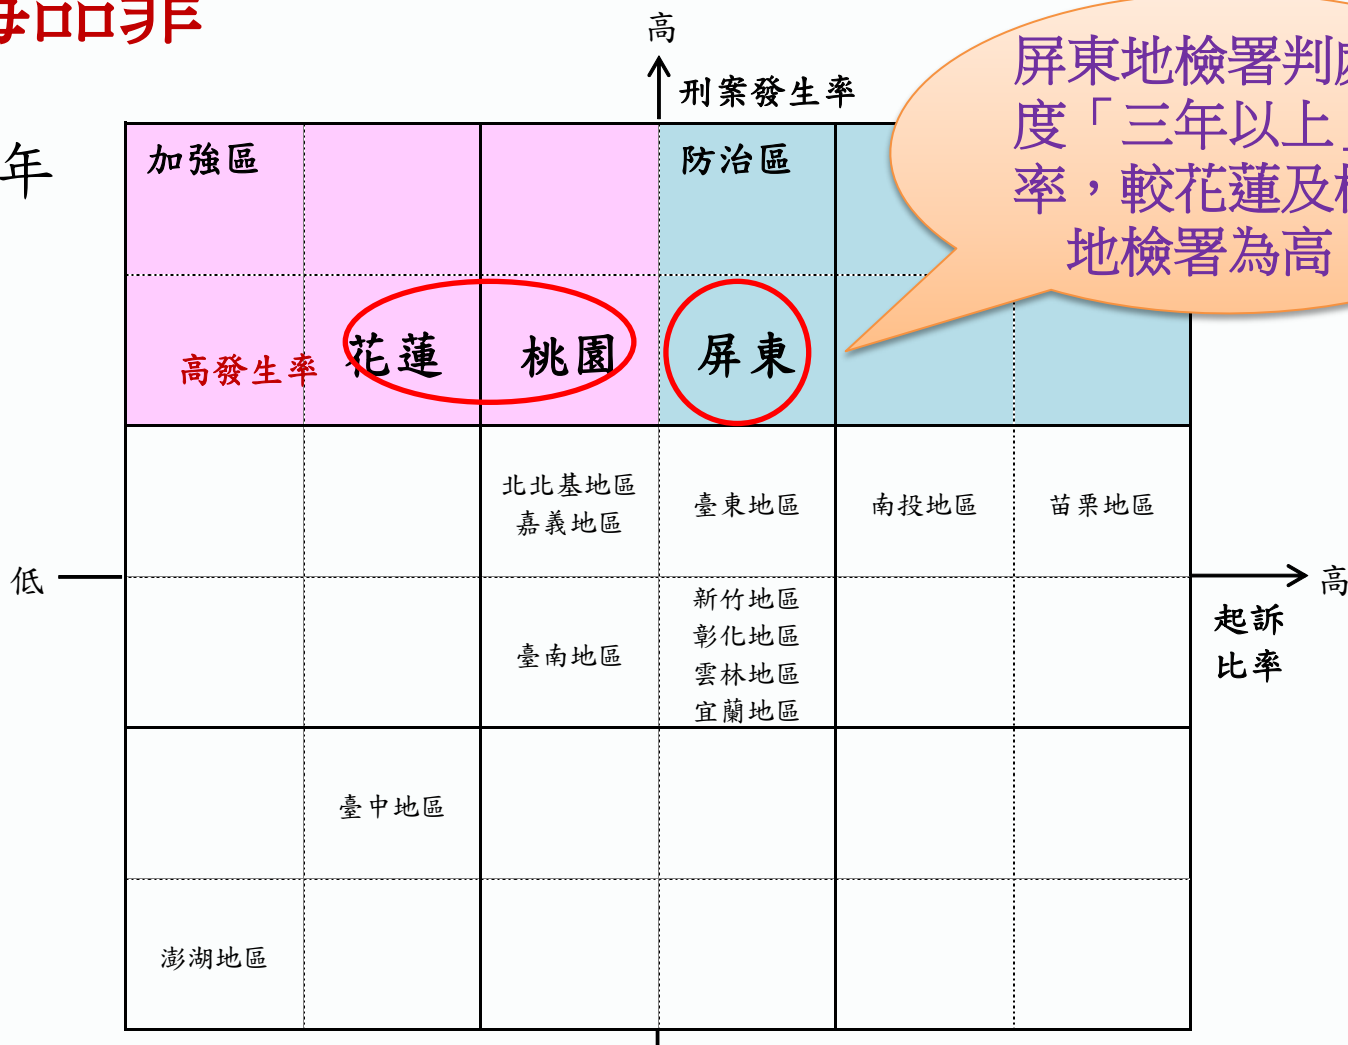 年
高
刑案發生率
屏東地檢署判處
度「三年以上」
率，較花蓮及桃
地檢署為高
加強區
防治區
高發生率
花蓮
桃園
屏東
北北基地區
嘉義地區
臺東地區
南投地區
苗栗地區
低
高
起訴
比率
臺南地區
新竹地區
彰化地區
雲林地區
宜蘭地區
臺中地區
澎湖地區